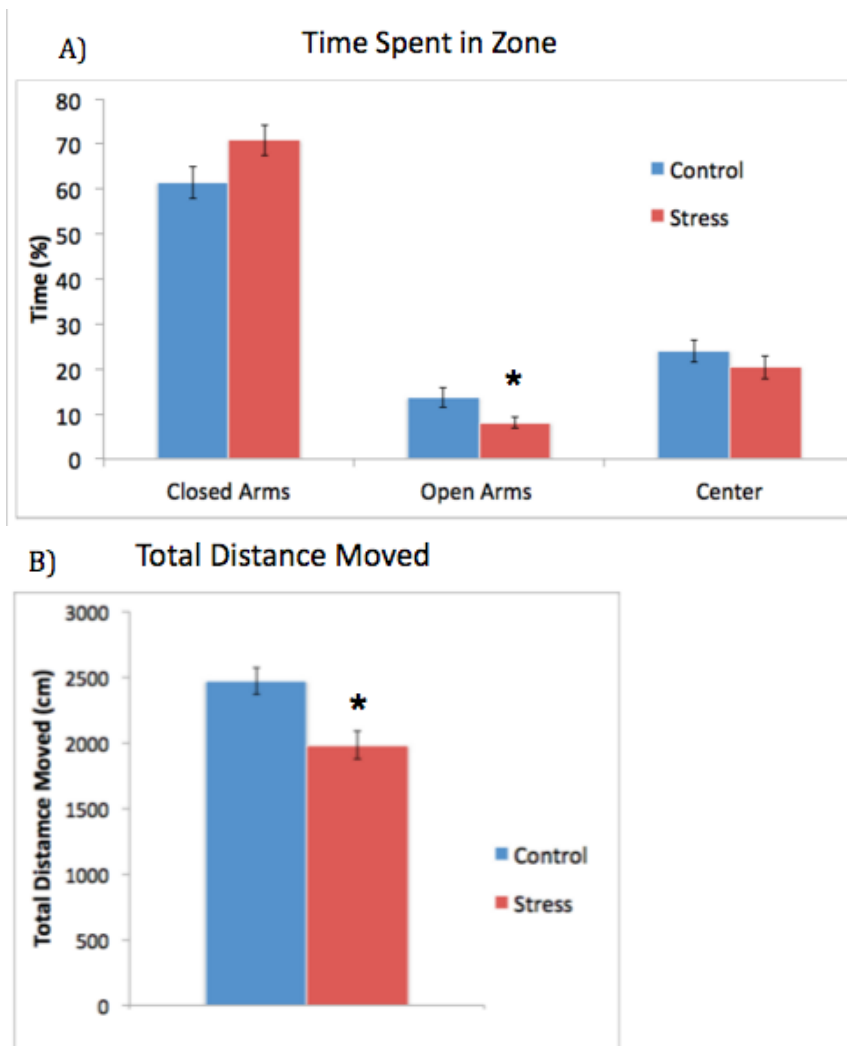 A) Time Spent in Zone
80
70
60
50
40
30
20
10
0
Time (%)
Control
Stress
*
Closed Arms Open Arms Center
B) Total Distance Moved
3000
2500
2000
1500
1000
500
0
Total Distamce Moved (cm)
*
Control
Stress